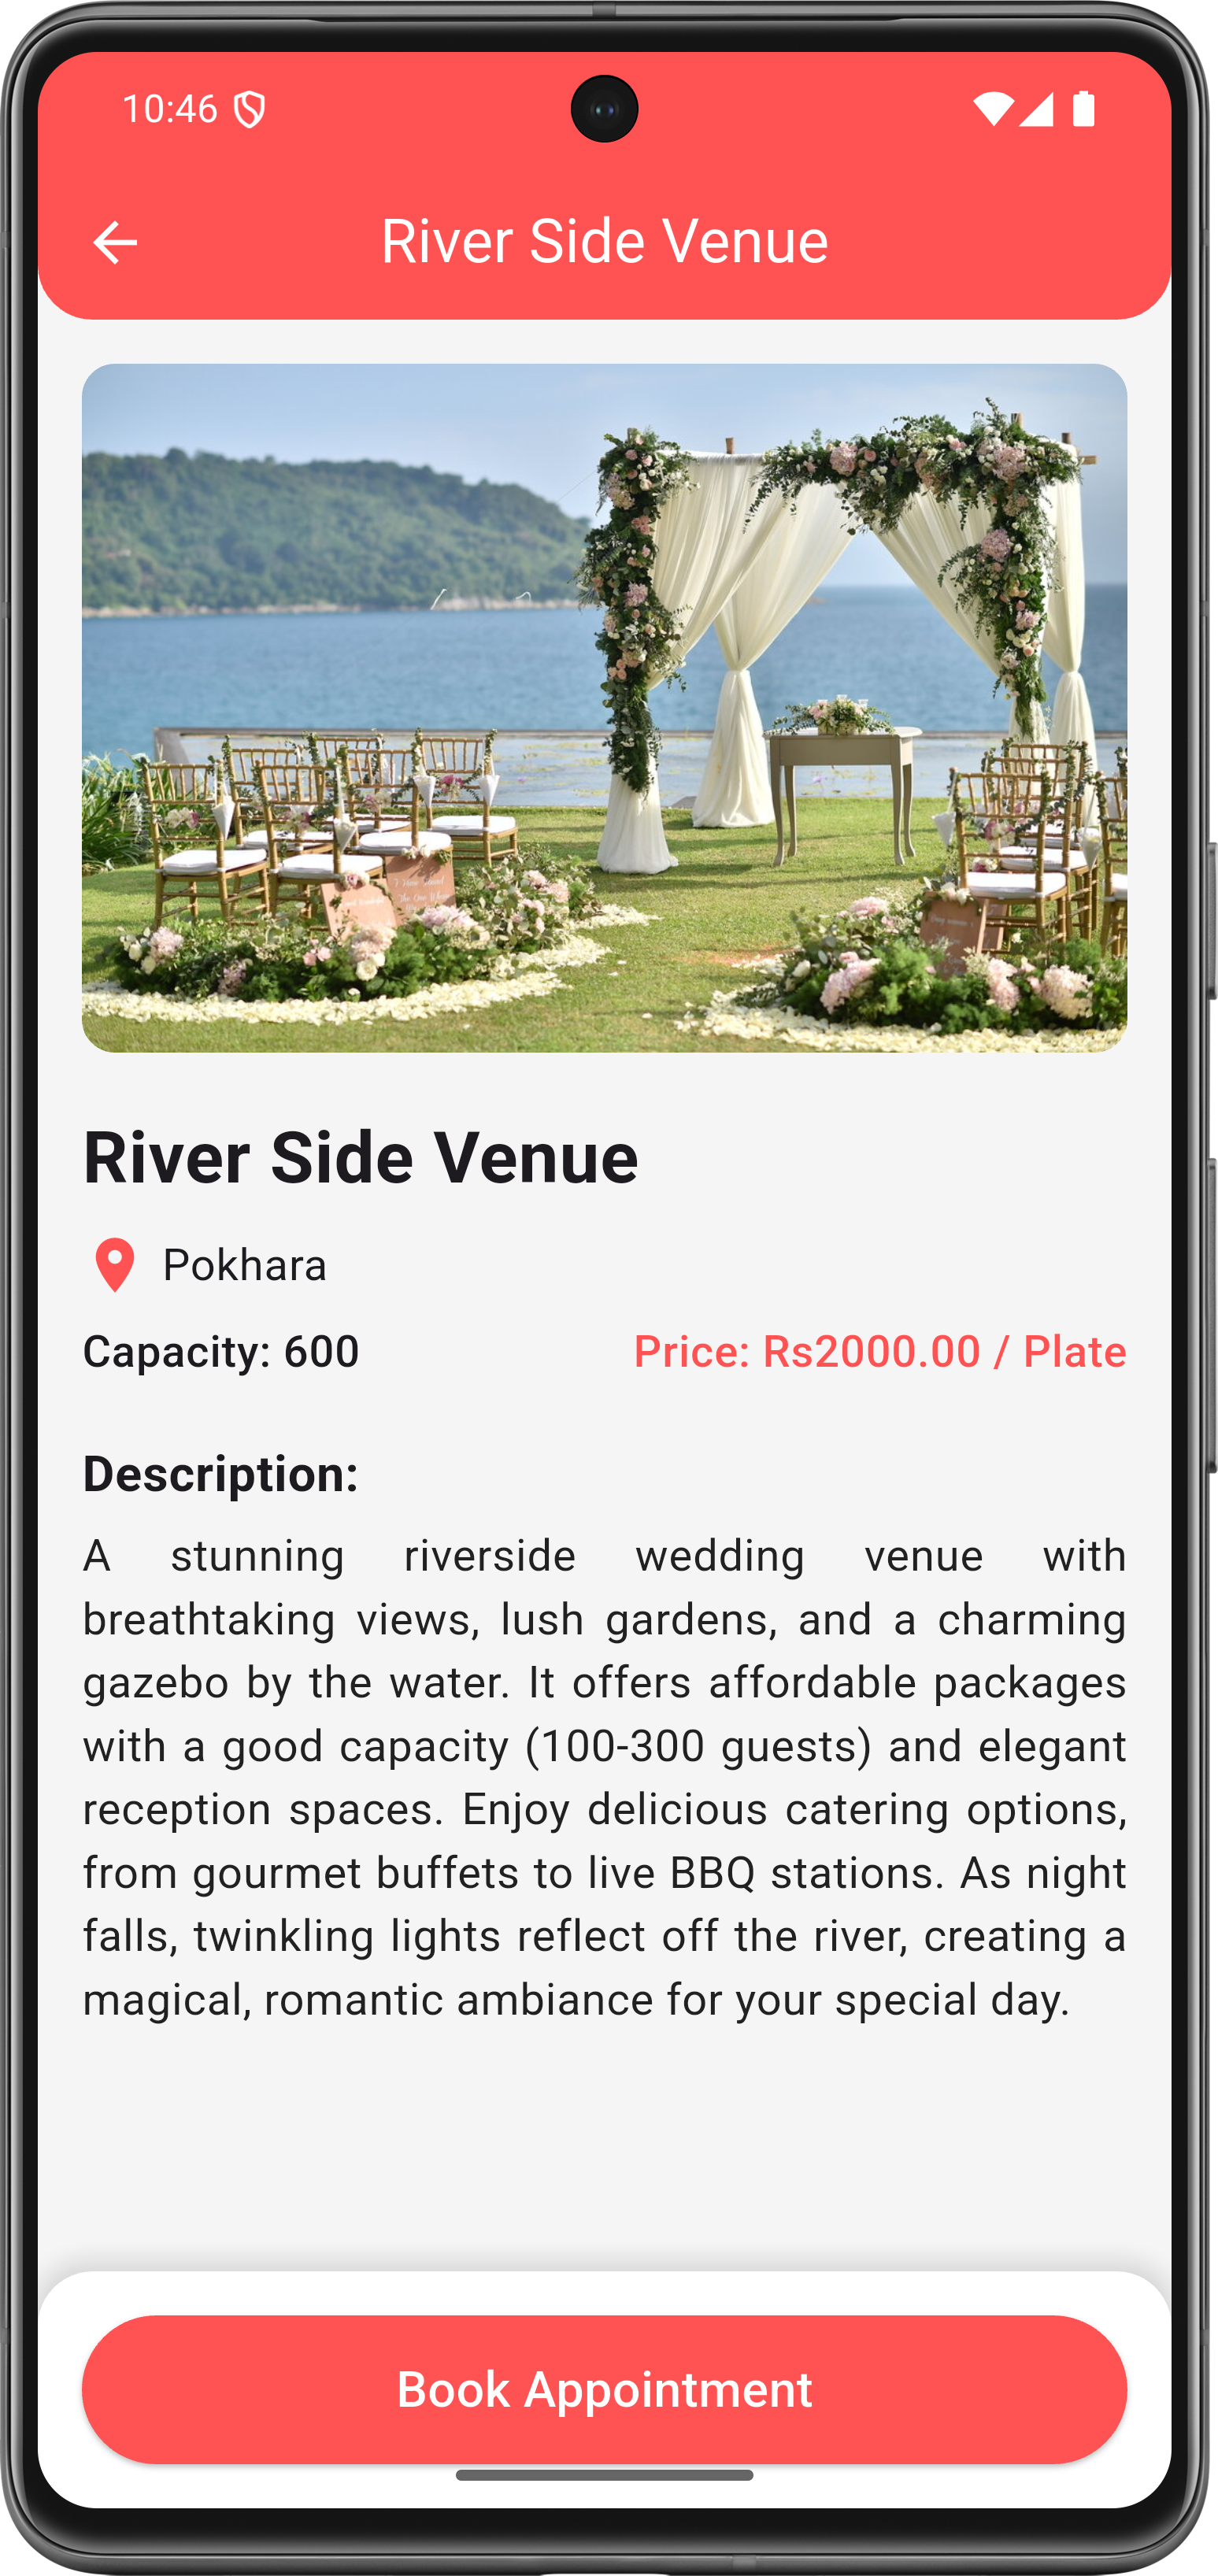 10:46
River Side Venue
River Side Venue
Pokhara
Capacity: 600
Price: Rs2000.00 / Plate
Description:
A stunning riverside wedding venue with
breathtaking views, lush gardens, and a charming
gazebo by the water. It offers affordable packages
with a good capacity (100-300 guests) and elegant
reception spaces. Enjoy delicious catering options,
from gourmet buffets to live BBQ stations. As night
falls, twinkling lights reflect off the river, creating a
magical, romantic ambiance for your special day.
Book Appointment